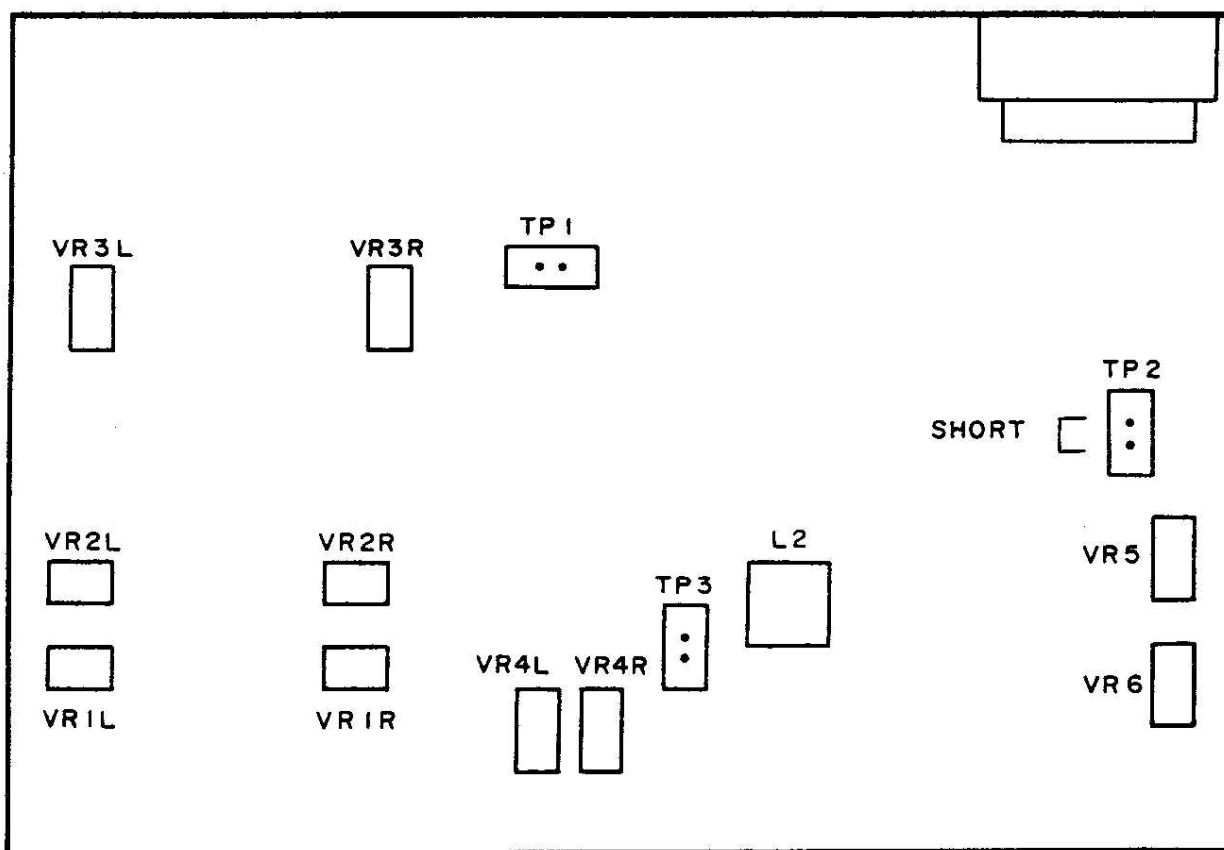 TP1
VR3L VR3R
TP2
SHORT
VR2L VR2R L2
VR5
TP3
VR4L VR4R
VR6
VR1L VR1R